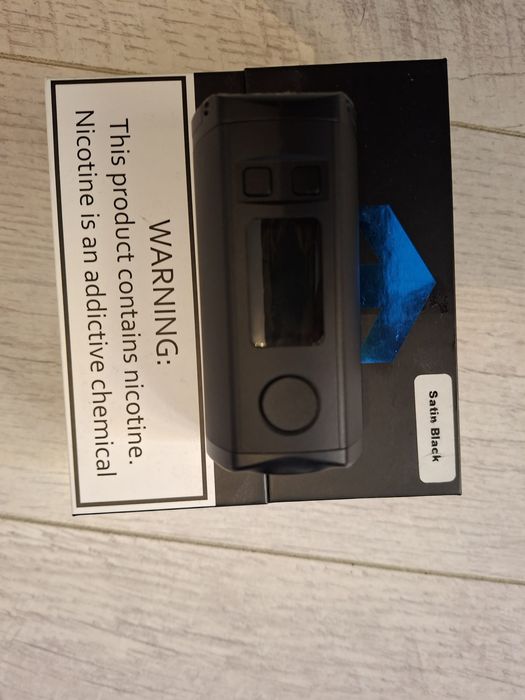 WARNING:
This product contains nicotine.
Nicotine is an addictive chemical
Satin Black